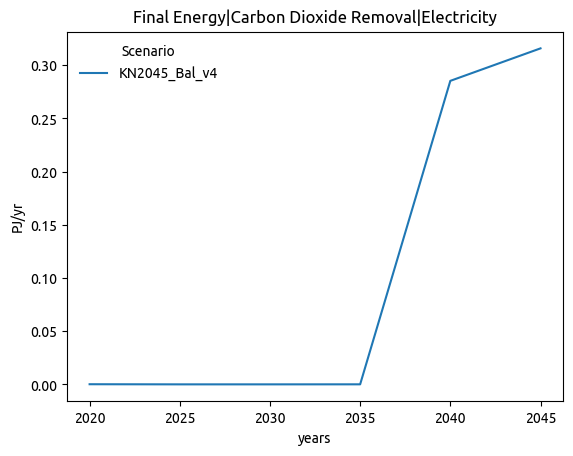 Final Energy|Carbon Dioxide Removal|Electricity
Scenario
KN2045_Bal_v4
0.30
0.25
0.20
0.15
0.10
0.05
0.00
PJ/yr
2020 2025 2030 2035 2040 2045
years